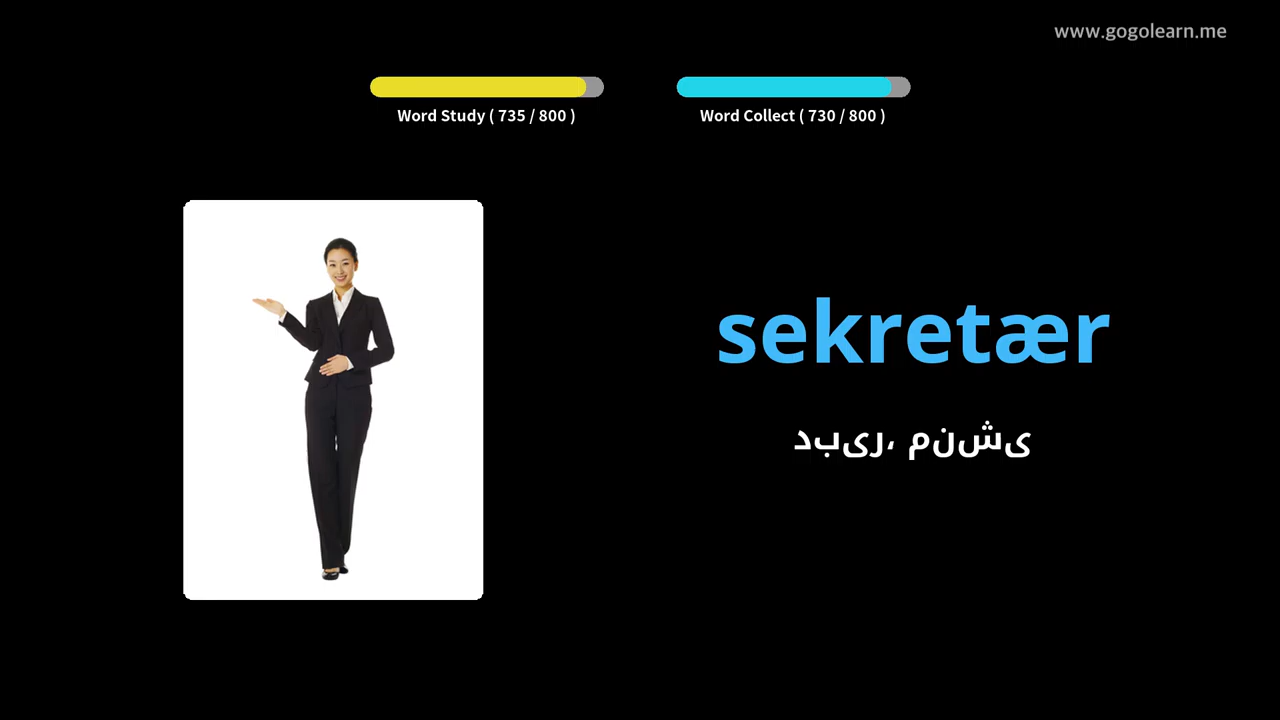 www.gogolearn.me
Word Study ( 735 / 800 )
Word Collect ( 730 / 800 )
sekretær
دبیر، منشی